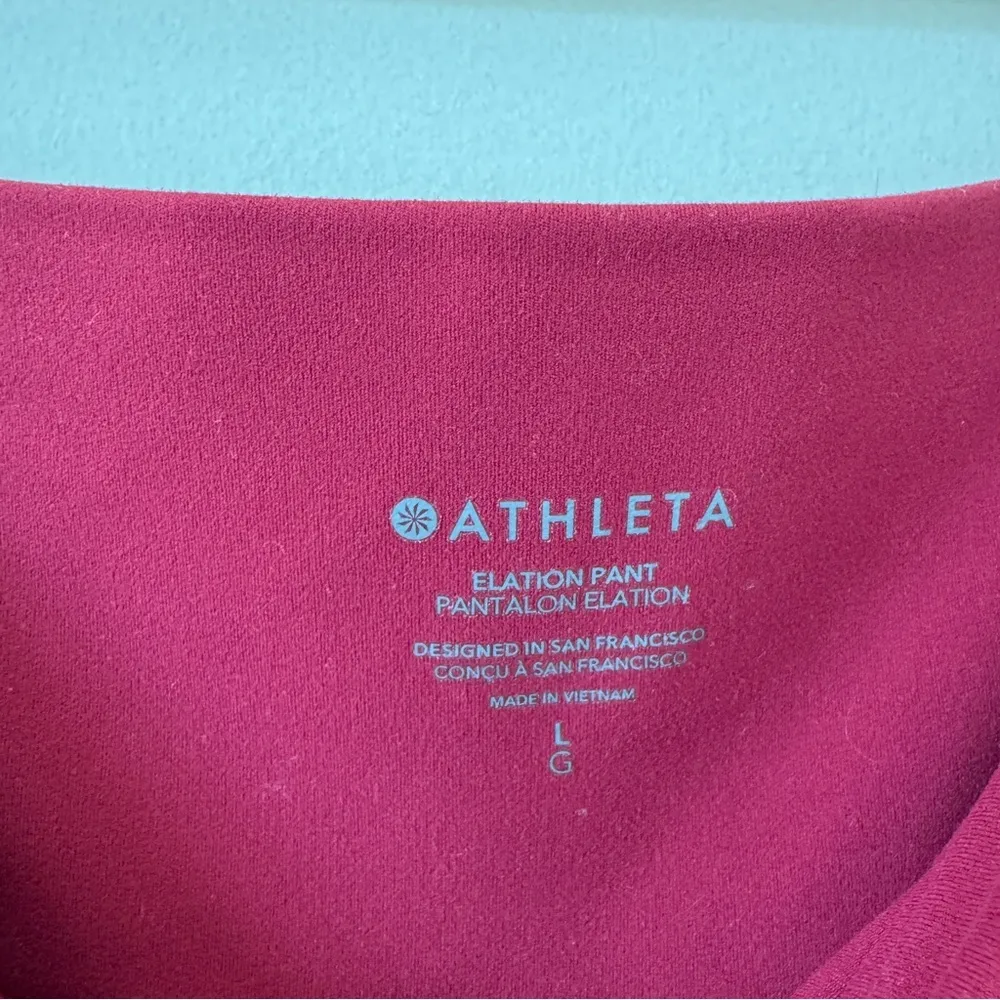 ATHLETA
ELATION PANT
PANTALON ELATION
DESIGNED IN SAN FRANCISCO
CONÇU À SAN FRANCISCO
MADE IN VIETNAM
L
G